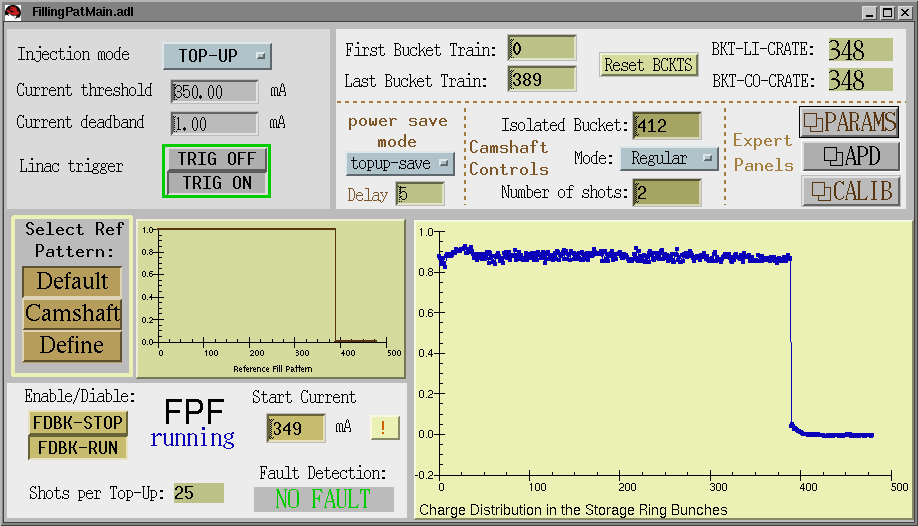 FillingPatMain.adl
Injection mode TOP-UP
Current threshold 350.00 mA
Current deadband 1.00 mA
Linac trigger TRIG OFF
TRIG ON
First Bucket Train: 0
Last Bucket Train: 389
Reset BCKTS
BKT-LI-CRATE: 348
BKT-CO-CRATE: 348
power save
mode
topup-save
Delay 5
Camshaft
Controls
Isolated Bucket: 412
Mode: Regular
Number of shots: 2
Expert
Panels
PARAMS
APD
CALIB
Select Ref
Pattern:
Default
Camshaft
Define
1.0
0.8
0.6
0.4
0.2
0.0
0 100 200 300 400 500
Reference Fill Pattern
1.0
0.8
0.6
0.4
0.2
0.0
-0.2
0 100 200 300 400 500
Charge Distribution in the Storage Ring Bunches
Enable/Diable:
FDBK-STOP
FDBK-RUN
FPF
running
Start Current
349 mA !
Shots per Top-Up: 25
Fault Detection:
NO FAULT